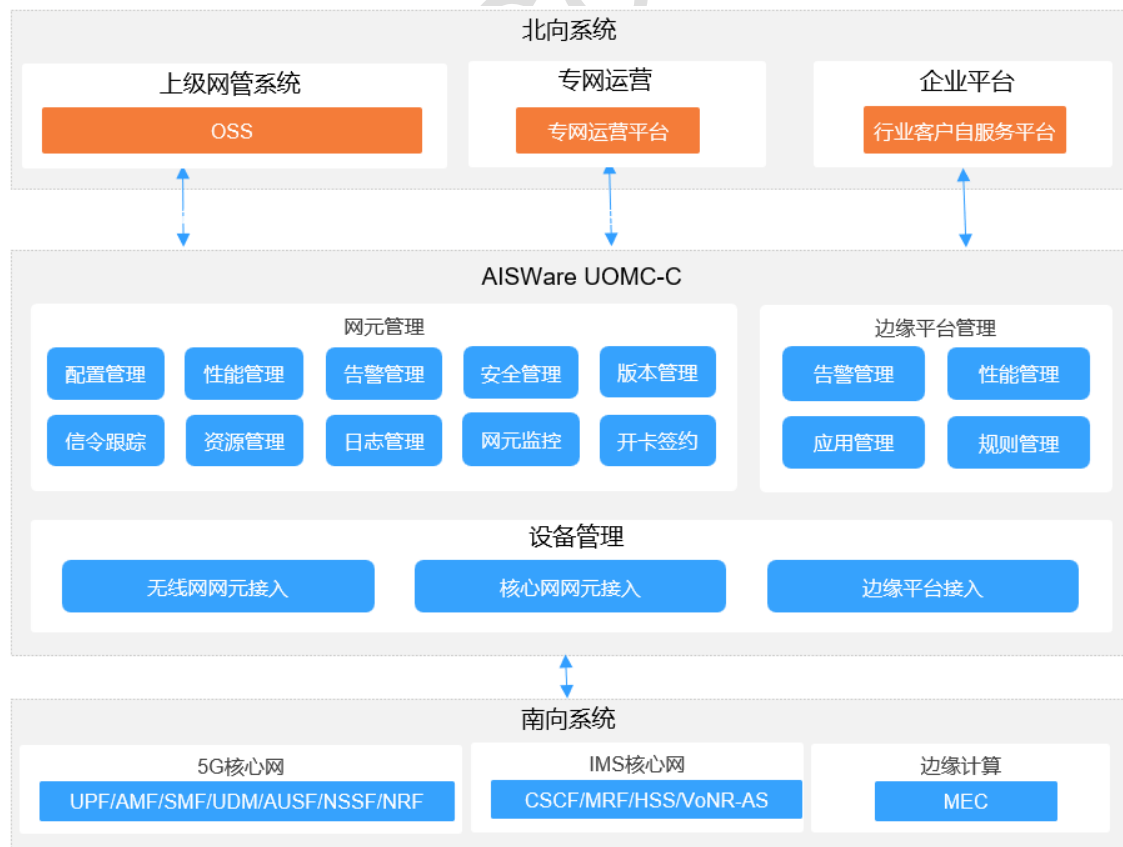 北向系统
上级网管系统
OSS
专网运营
专网运营平台
企业平台
行业客户自服务平台
AISWare UOMC-C
网元管理
配置管理
性能管理
告警管理
安全管理
版本管理
信令跟踪
资源管理
日志管理
网元监控
开卡签约
边缘平台管理
告警管理
性能管理
应用管理
规则管理
设备管理
无线网网元接入
核心网网元接入
边缘平台接入
南向系统
5G核心网
UPF/AMF/SMF/UDM/AUSF/NSSF/NRF
IMS核心网
CSCF/MRF/HSS/VoNR-AS
边缘计算
MEC